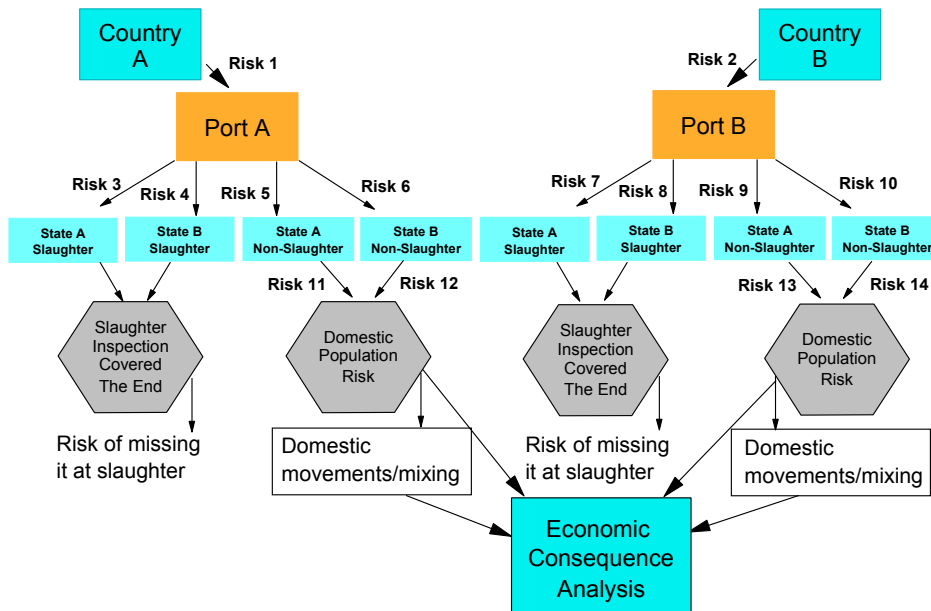 Country
A
Risk 1
Risk 2
Country
B
Port A
Port B
Risk 3
Risk 4
Risk 5
Risk 6
Risk 7
Risk 8
Risk 9
Risk 10
State A
Slaughter
State B
Slaughter
State A
Non-Slaughter
State B
Non-Slaughter
State A
Slaughter
State B
Slaughter
State A
Non-Slaughter
State B
Non-Slaughter
Risk 11
Risk 12
Risk 13
Risk 14
Slaughter
Inspection
Covered
The End
Domestic
Population
Risk
Slaughter
Inspection
Covered
The End
Domestic
Population
Risk
Risk of missing
it at slaughter
Domestic
movements/mixing
Risk of missing
it at slaughter
Domestic
movements/mixing
Economic
Consequence
Analysis